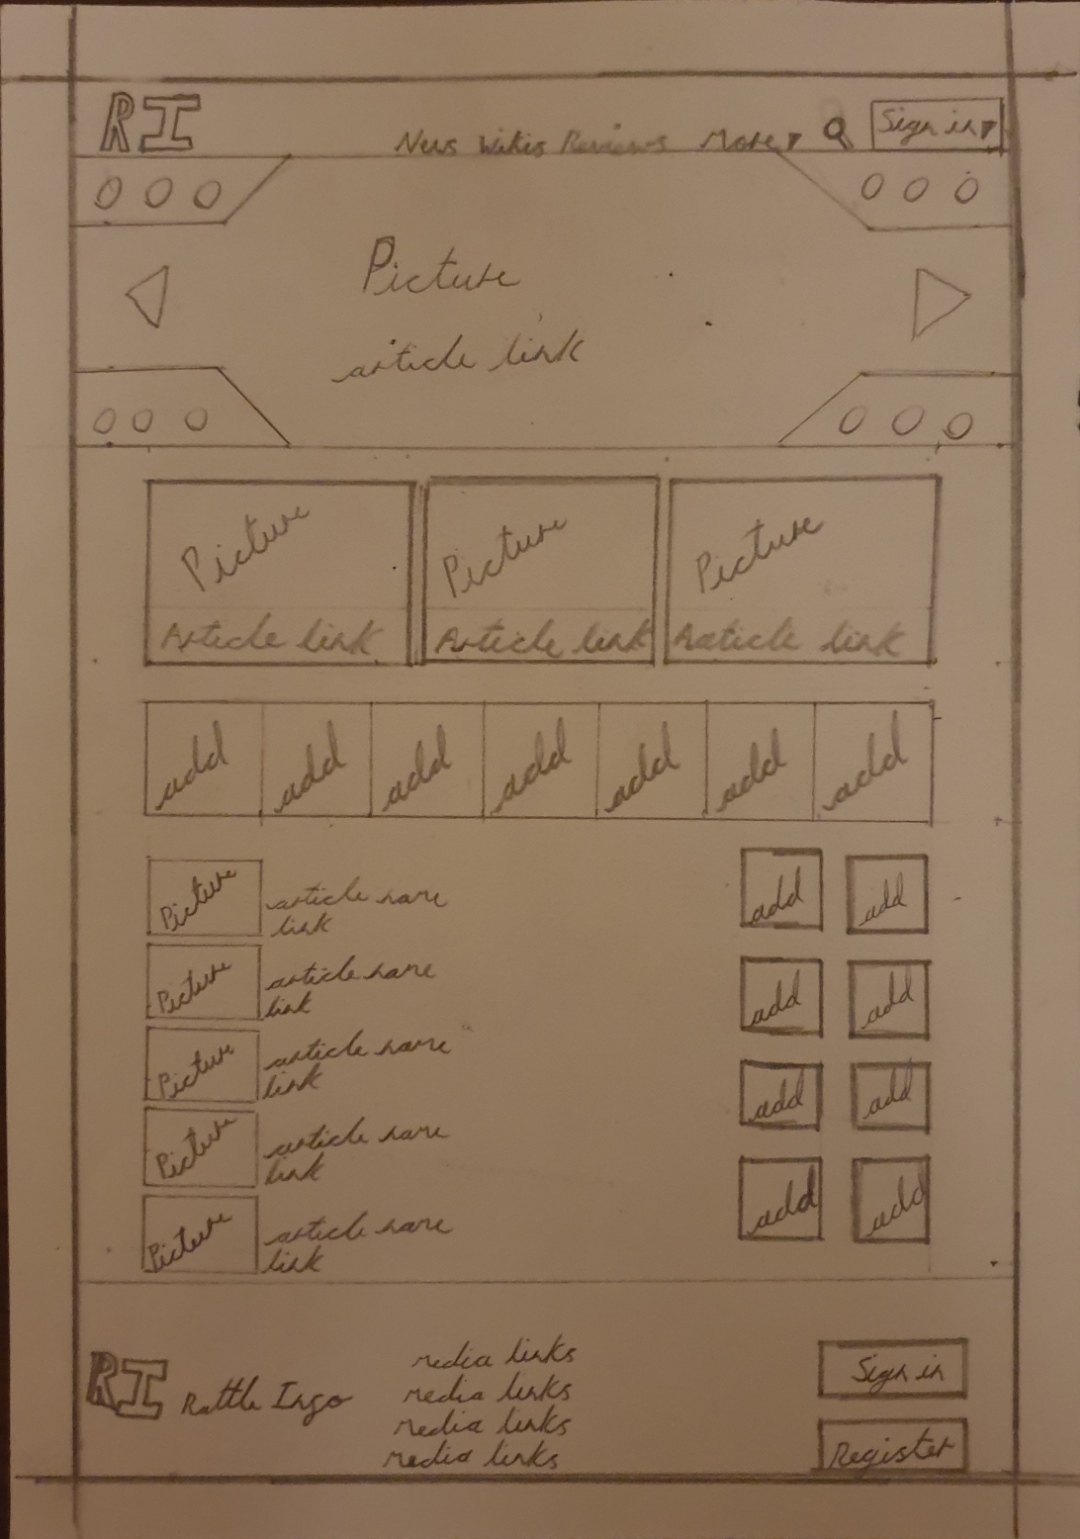 RI
News Wikis Reviews More Sign in
Picture
article link
Picture Picture Picture
Article link Article link Article link
add add add add add add add
Picture article name add add
link
Picture article name add add
link
Picture article name add add
link
Picture article name add add
link
Picture article name
link
RI Rattle Ingo
media links
media links
media links
media links
Sign in
Register